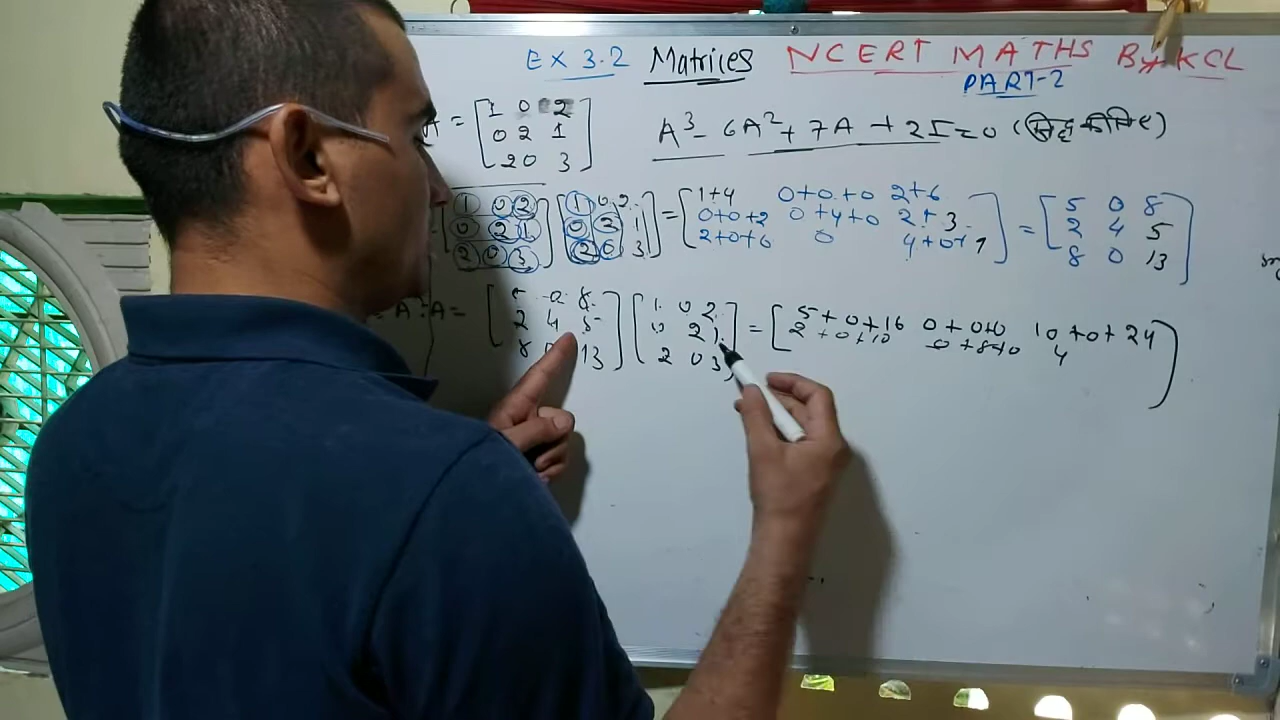 EX 3.2 Matrices NCERT MATHS By KCL
PART-2
A = [1 0 2
0 2 1
2 0 3]
A³ - 6A² + 7A + 2I = 0 (सिद्ध कीजिए)
[1 0 2 [1 0 2 = [1+4 0+0+0 2+6 = [5 0 8
0 2 1 0 2 1 0+0+2 0+4+0 2+3 2 4 5
2 0 3] 2 0 3] 2+0+6 0 4+0+9] 8 0 13]
A = [5 0 8 [1 0 2 = [5+0+16 0+0+0 10+0+24
2 4 5 0 2 1 2+0+10 0+8+0 4
8 13] 2 0 3]